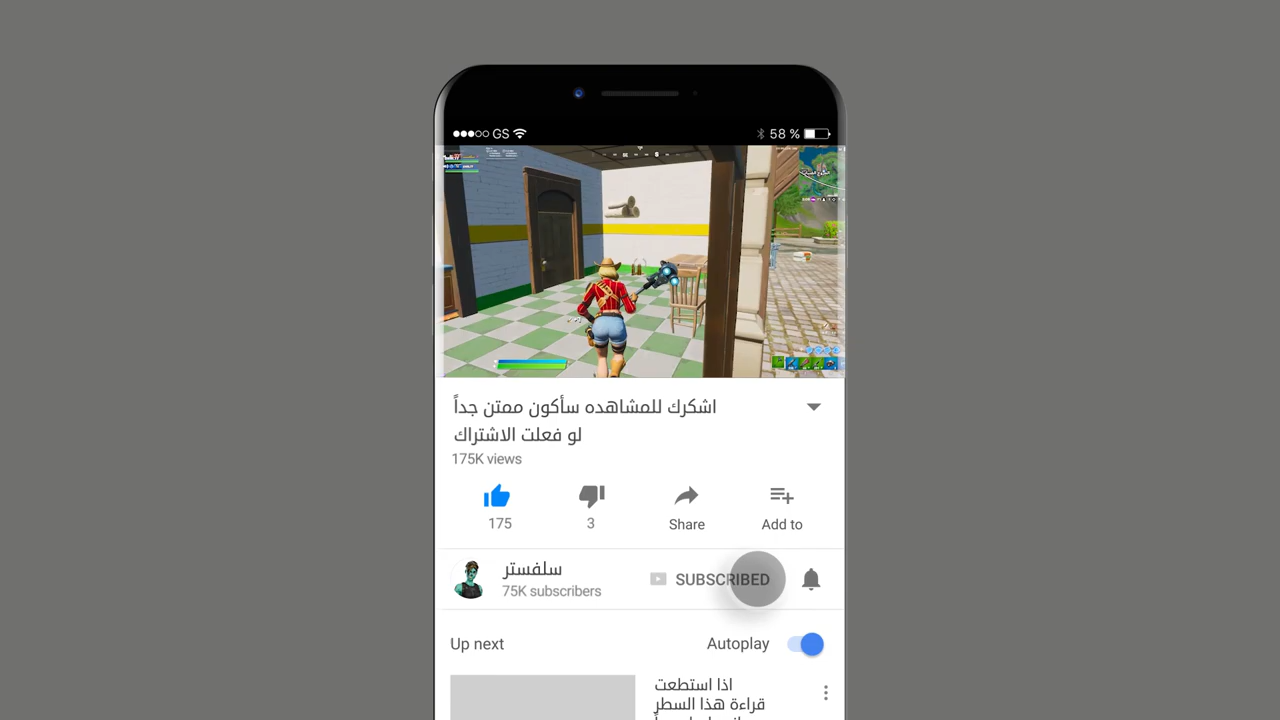 GS 58 %
اشكرك للمشاهده سأكون ممتن جداً
لو فعلت الاشتراك
175K views
175 3 Share Add to
سلفستر
75K subscribers
SUBSCRIBED
Up next Autoplay
اذا استطعت
قراءة هذا السطر